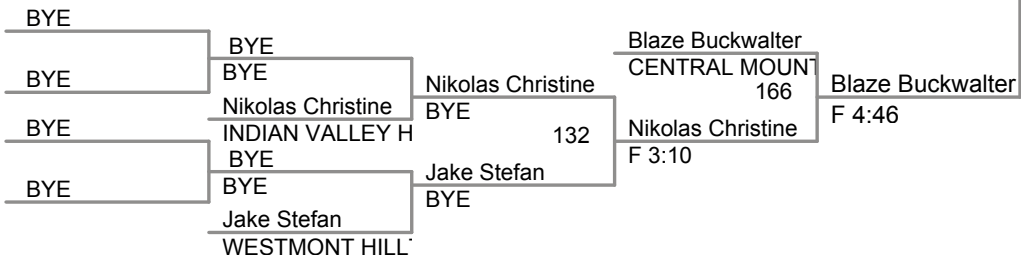 BYE
BYE
BYE
BYE
BYE
BYE
Nikolas Christine
INDIAN VALLEY H
BYE
BYE
Jake Stefan
WESTMONT HILL
Nikolas Christine
BYE
132
Jake Stefan
BYE
Blaze Buckwalter
CENTRAL MOUNT
166
Nikolas Christine
F 3:10
Blaze Buckwalter
F 4:46